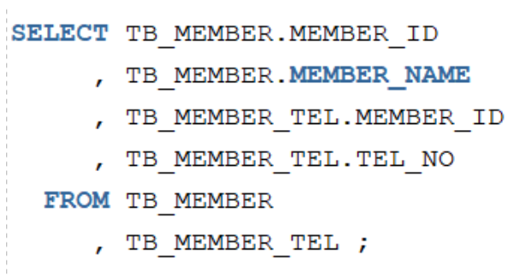 SELECT TB_MEMBER.MEMBER_ID
, TB_MEMBER.MEMBER_NAME
, TB_MEMBER_TEL.MEMBER_ID
, TB_MEMBER_TEL.TEL_NO
FROM TB_MEMBER
, TB_MEMBER_TEL ;